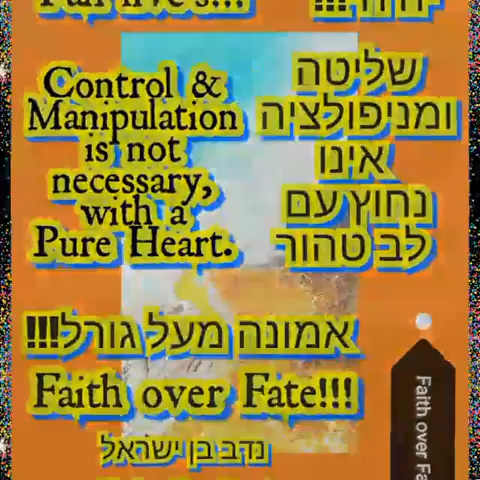 Control &
Manipulation
is not
necessary,
with a
Pure Heart.
שליטה
ומניפולציה
אינו
נחוץ עם
לב טהור
אמונה מעל גורל!!!
Faith over Fate!!!
נדב בן ישראל
Faith over Fa